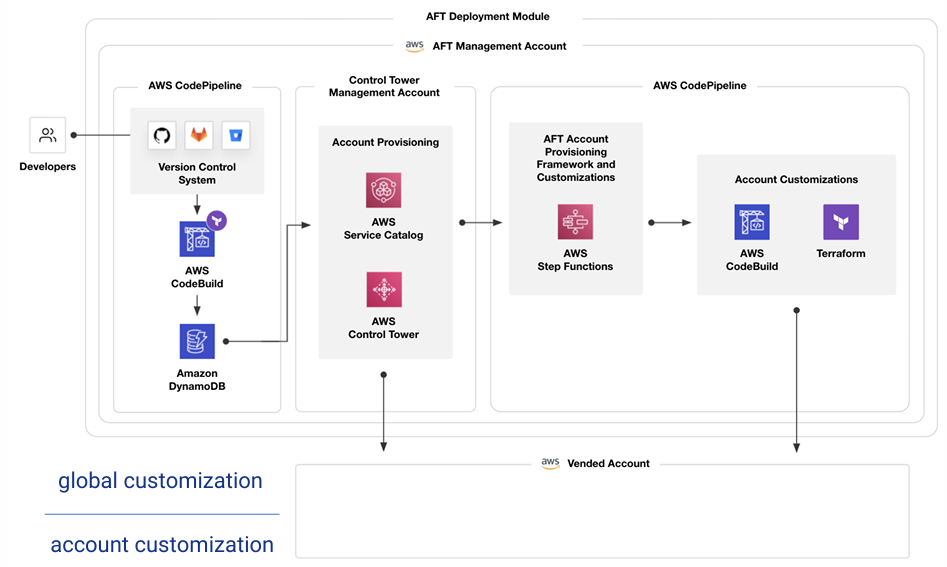 AFT Deployment Module
aws AFT Management Account
AWS CodePipeline
Control Tower
Management Account
AWS CodePipeline
Developers
Version Control
System
AWS
CodeBuild
Amazon
DynamoDB
Account Provisioning
AWS
Service Catalog
AWS
Control Tower
AFT Account
Provisioning
Framework and
Customizations
AWS
Step Functions
Account Customizations
AWS
CodeBuild
Terraform
aws Vended Account
global customization
account customization